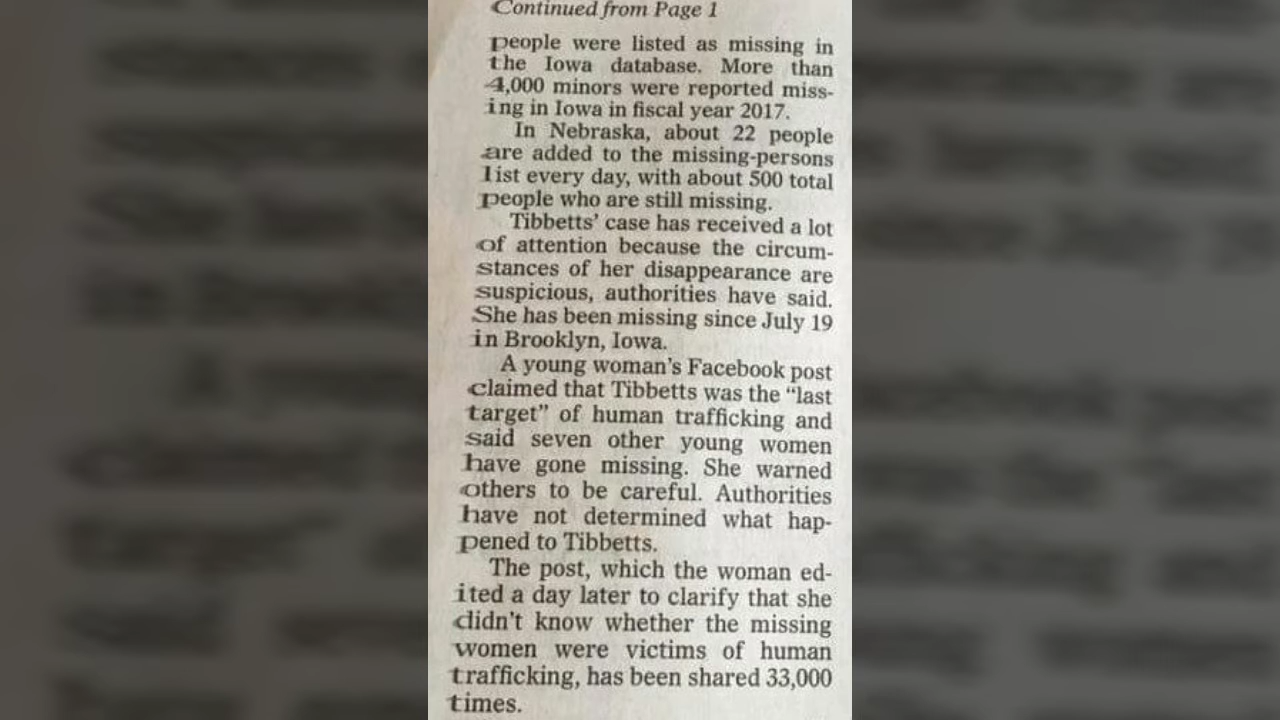 Continued from Page 1
people were listed as missing in
the Iowa database. More than
4,000 minors were reported miss-
ing in Iowa in fiscal year 2017.
In Nebraska, about 22 people
are added to the missing-persons
list every day, with about 500 total
people who are still missing.
Tibbetts' case has received a lot
of attention because the circum-
stances of her disappearance are
suspicious, authorities have said.
She has been missing since July 19
in Brooklyn, Iowa.
A young woman's Facebook post
claimed that Tibbetts was the “last
target” of human trafficking and
said seven other young women
have gone missing. She warned
others to be careful. Authorities
have not determined what hap-
pened to Tibbetts.
The post, which the woman ed-
ited a day later to clarify that she
didn't know whether the missing
women were victims of human
trafficking, has been shared 33,000
times.